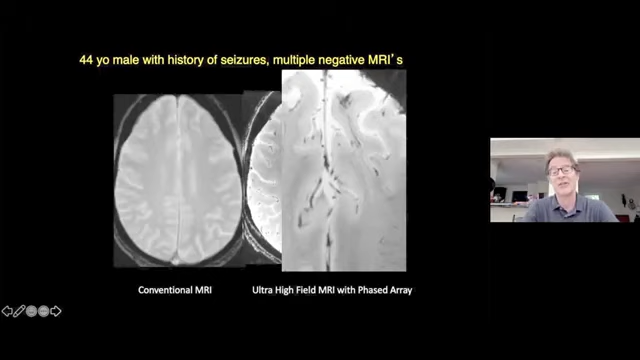 44 yo male with history of seizures, multiple negative MRI's
Conventional MRI
Ultra High Field MRI with Phased Array